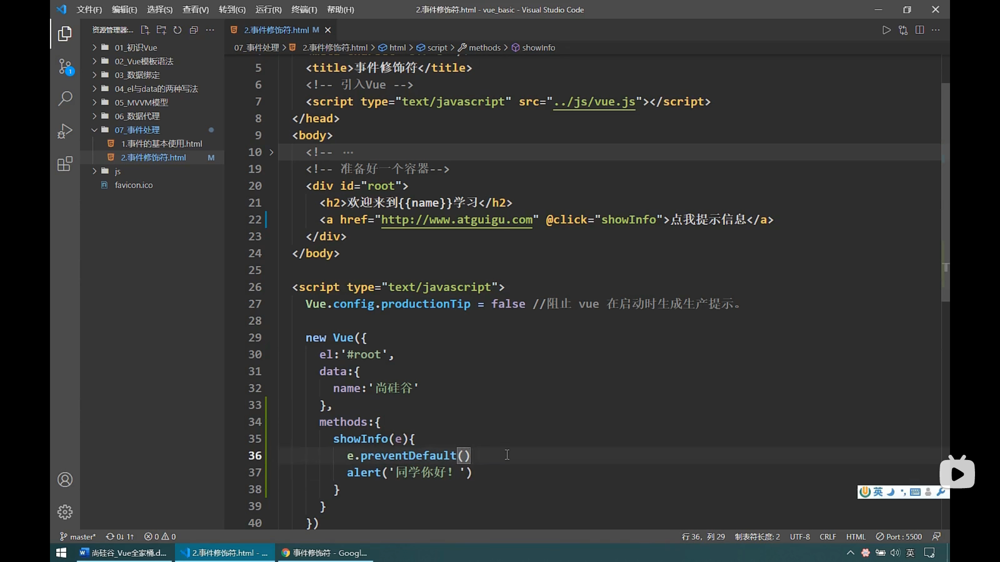 文件(F) 编辑(E) 选择(S) 查看(V) 转到(G) 运行(R) 终端(T) 帮助(H) 2.事件修饰符.html - vue_basic - Visual Studio Code
资源管理器:... 2.事件修饰符.html M
07_事件处理 > 2.事件修饰符.html > html > script > methods > showInfo
01_初识Vue
02_Vue模板语法
03_数据绑定
04_el与data的两种写法
05_MVVM模型
06_数据代理
07_事件处理
1.事件的基本使用.html
2.事件修饰符.html M
js
favicon.ico
1
5 <title>事件修饰符</title>
6 <!-- 引入Vue -->
7 <script type="text/javascript" src="../js/vue.js"></script>
8 </head>
9 <body>
10 <!-- ...
19 <!-- 准备好一个容器-->
20 <div id="root">
21 <h2>欢迎来到{{name}}学习</h2>
22 <a href="http://www.atguigu.com" @click="showInfo">点我提示信息</a>
23 </div>
24 </body>
25
26 <script type="text/javascript">
27 Vue.config.productionTip = false //阻止 vue 在启动时生成生产提示。
28
29 new Vue({
30 el:'#root',
31 data:{
32 name:'尚硅谷'
33 },
34 methods:{
35 showInfo(e){
36 e.preventDefault()
37 alert('同学你好！')
38 }
39 }
40 })
英
master* 0↓ 1↑ 0 0 行 36，列 29 制表符长度: 2 UTF-8 CRLF HTML Port : 5500
尚硅谷_Vue全家桶.d... 2.事件修饰符.html - ... 事件修饰符 - Googl... 英